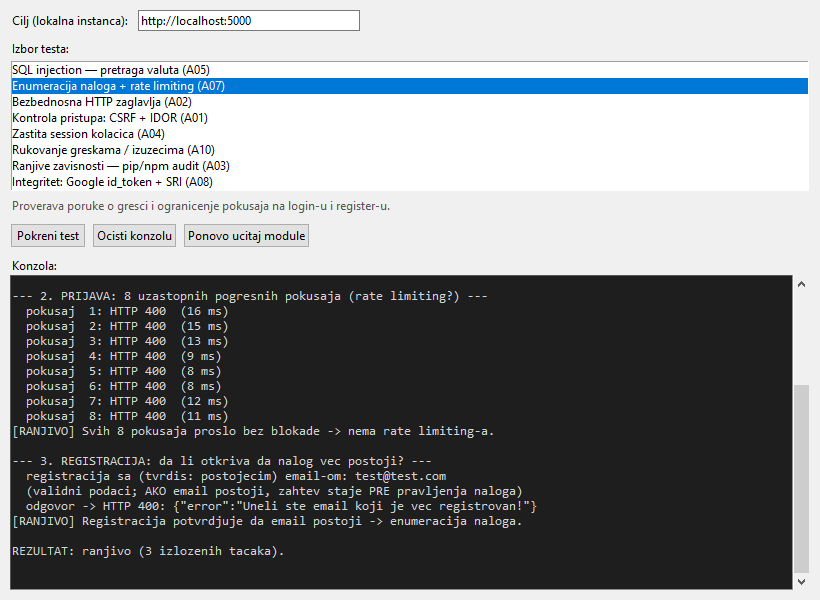 Cilj (lokalna instanca): http://localhost:5000
Izbor testa:
SQL injection — pretraga valuta (A05)
Enumeracija naloga + rate limiting (A07)
Bezbednosna HTTP zaglavlja (A02)
Kontrola pristupa: CSRF + IDOR (A01)
Zastita session kolacica (A04)
Rukovanje greskama / izuzecima (A10)
Ranjive zavisnosti — pip/npm audit (A03)
Integritet: Google id_token + SRI (A08)
Proverava poruke o gresci i ogranicenje pokusaja na login-u i register-u.
Pokreni test Ocisti konzolu Ponovo ucitaj module
Konzola:
--- 2. PRIJAVA: 8 uzastopnih pogresnih pokusaja (rate limiting?) ---
pokusaj 1: HTTP 400 (16 ms)
pokusaj 2: HTTP 400 (15 ms)
pokusaj 3: HTTP 400 (13 ms)
pokusaj 4: HTTP 400 (9 ms)
pokusaj 5: HTTP 400 (8 ms)
pokusaj 6: HTTP 400 (8 ms)
pokusaj 7: HTTP 400 (12 ms)
pokusaj 8: HTTP 400 (11 ms)
[RANJIVO] Svih 8 pokusaja proslo bez blokade -> nema rate limiting-a.
--- 3. REGISTRACIJA: da li otkriva da nalog vec postoji? ---
registracija sa (tvrdis: postojecim) email-om: test@test.com
(validni podaci; AKO email postoji, zahtev staje PRE pravljenja naloga)
odgovor -> HTTP 400: {"error":"Uneli ste email koji je vec registrovan!"}
[RANJIVO] Registracija potvrdjuje da email postoji -> enumeracija naloga.
REZULTAT: ranjivo (3 izlozenih tacaka).